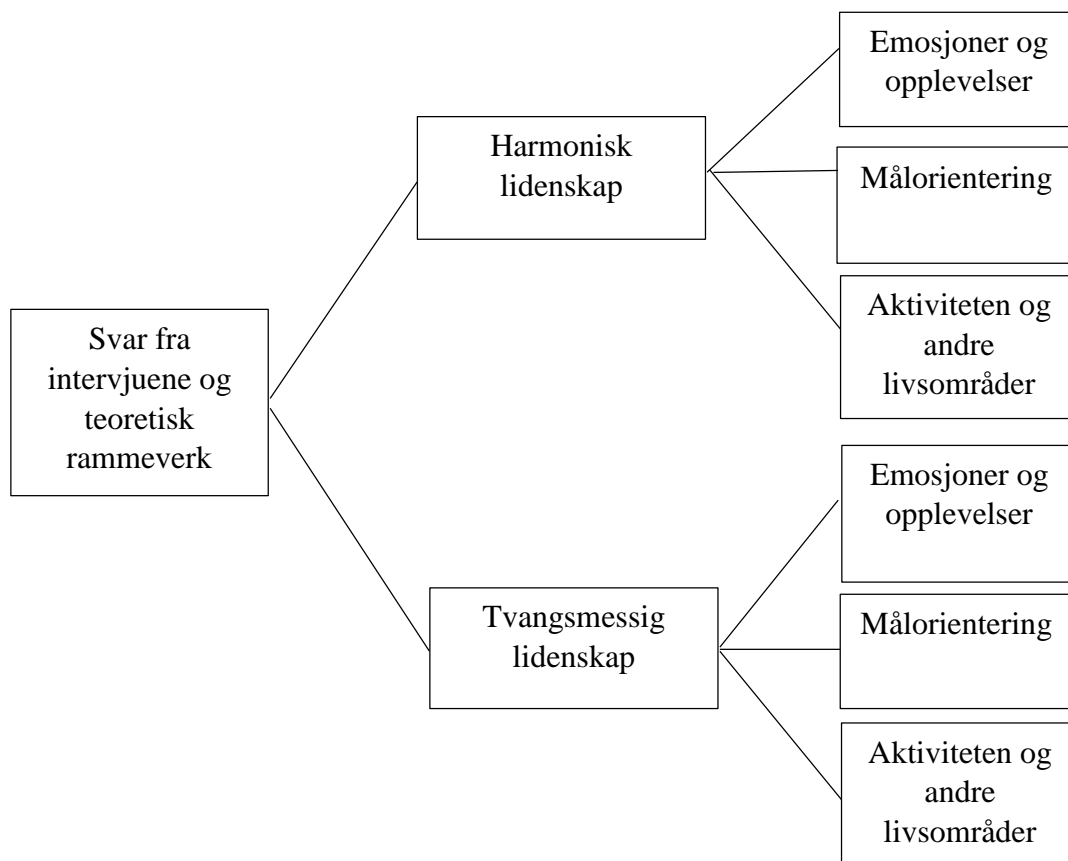 Svar fra
intervjuene og
teoretisk
rammeverk
Harmonisk
lidenskap
Emosjoner og
opplevelser
Målorientering
Aktiviteten og
andre
livsområder
Tvangsmessig
lidenskap
Emosjoner og
opplevelser
Målorientering
Aktiviteten og
andre
livsområder